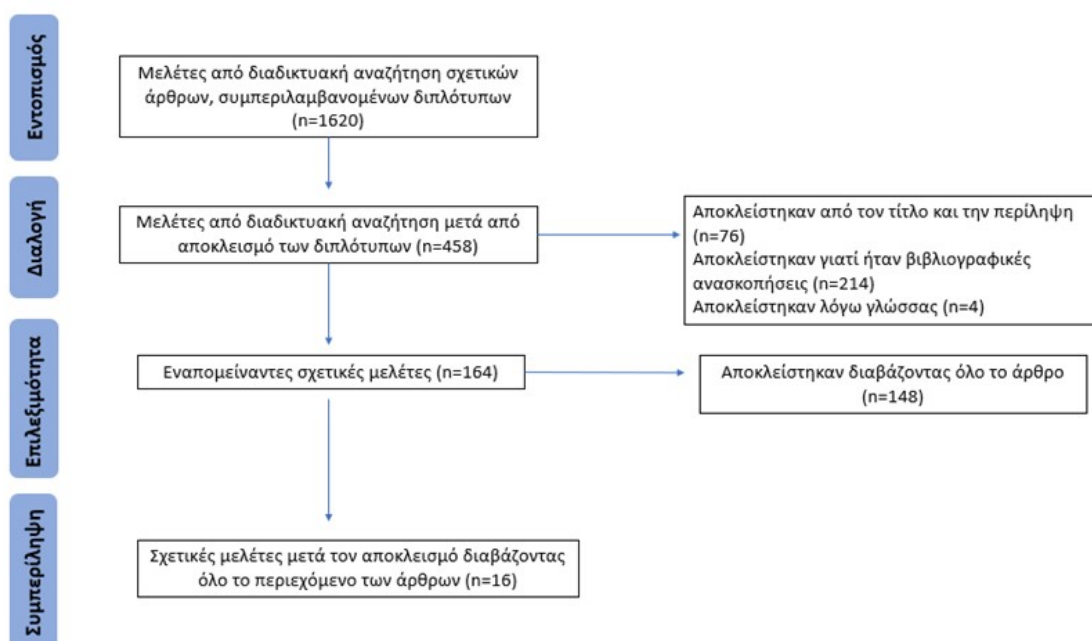 Εντοπισμός
Μελέτες από διαδικτυακή αναζήτηση σχετικών
άρθρων, συμπεριλαμβανομένων διπλότυπων
(n=1620)
Διαλογή
Μελέτες από διαδικτυακή αναζήτηση μετά από
αποκλεισμό των διπλότυπων (n=458)
Αποκλείστηκαν από τον τίτλο και την περίληψη
(n=76)
Αποκλείστηκαν γιατί ήταν βιβλιογραφικές
ανασκοπήσεις (n=214)
Αποκλείστηκαν λόγω γλώσσας (n=4)
Επιλεξιμότητα
Εναπομείναντες σχετικές μελέτες (n=164)
Αποκλείστηκαν διαβάζοντας όλο το άρθρο
(n=148)
Συμπερίληψη
Σχετικές μελέτες μετά τον αποκλεισμό διαβάζοντας
όλο το περιεχόμενο των άρθρων (n=16)